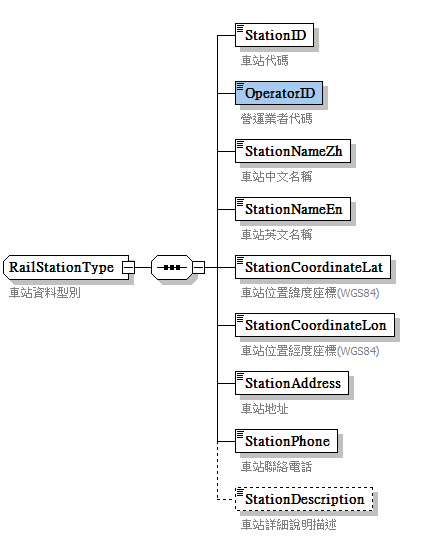 StationID
車站代碼
OperatorID
營運業者代碼
StationNameZh
車站中文名稱
StationNameEn
車站英文名稱
RailStationType
車站資料型別
StationCoordinateLat
車站位置緯度座標(WGS84)
StationCoordinateLon
車站位置經度座標(WGS84)
StationAddress
車站地址
StationPhone
車站聯絡電話
StationDescription
車站詳細說明描述